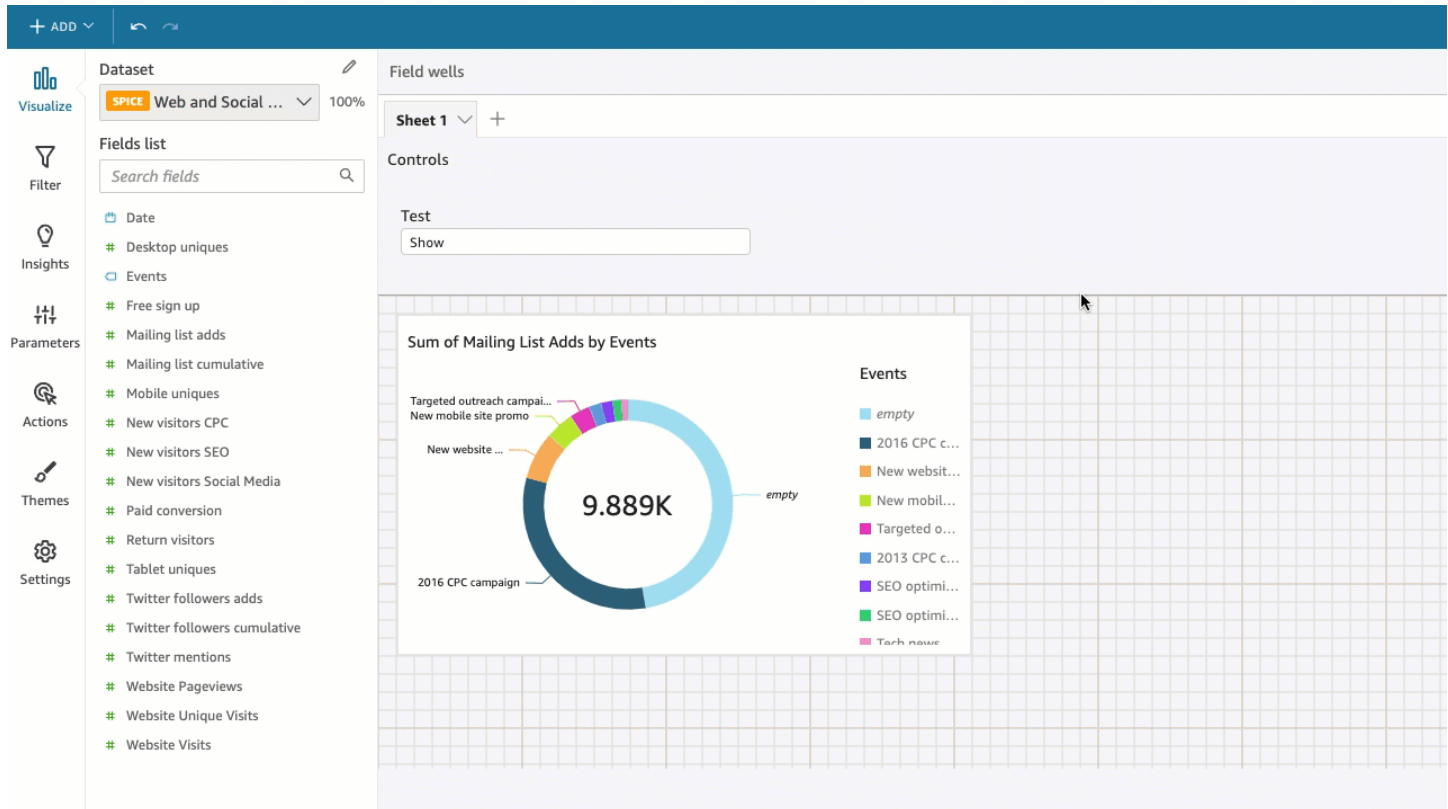 ADD
Visualize
Filter
Insights
Parameters
Actions
Themes
Settings
Dataset
SPICE Web and Social ... 100%
Fields list
Search fields
Date
Desktop uniques
Events
Free sign up
Mailing list adds
Mailing list cumulative
Mobile uniques
New visitors CPC
New visitors SEO
New visitors Social Media
Paid conversion
Return visitors
Tablet uniques
Twitter followers adds
Twitter followers cumulative
Twitter mentions
Website Pageviews
Website Unique Visits
Website Visits
Field wells
Sheet 1
Controls
Test
Show
Sum of Mailing List Adds by Events
Targeted outreach campai...
New mobile site promo
New website ...
9.889K
empty
2016 CPC campaign
Events
empty
2016 CPC c...
New websit...
New mobil...
Targeted o...
2013 CPC c...
SEO optimi...
SEO optimi...
Tech news